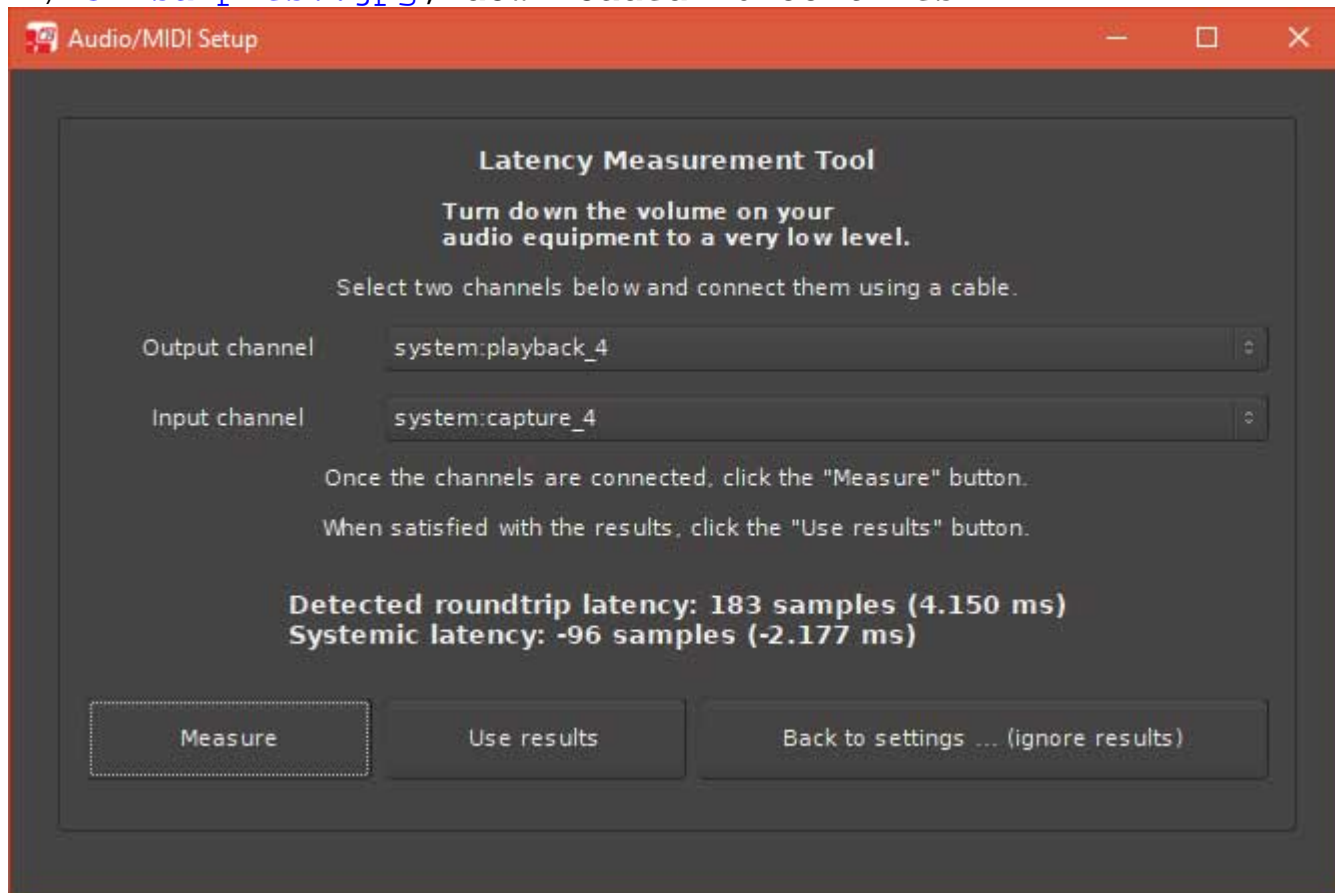 Audio/MIDI Setup
Latency Measurement Tool
Turn down the volume on your
audio equipment to a very low level.
Select two channels below and connect them using a cable.
Output channel system:playback_4
Input channel system:capture_4
Once the channels are connected, click the "Measure" button.
When satisfied with the results, click the "Use results" button.
Detected roundtrip latency: 183 samples (4.150 ms)
Systemic latency: -96 samples (-2.177 ms)
Measure Use results Back to settings ... (ignore results)